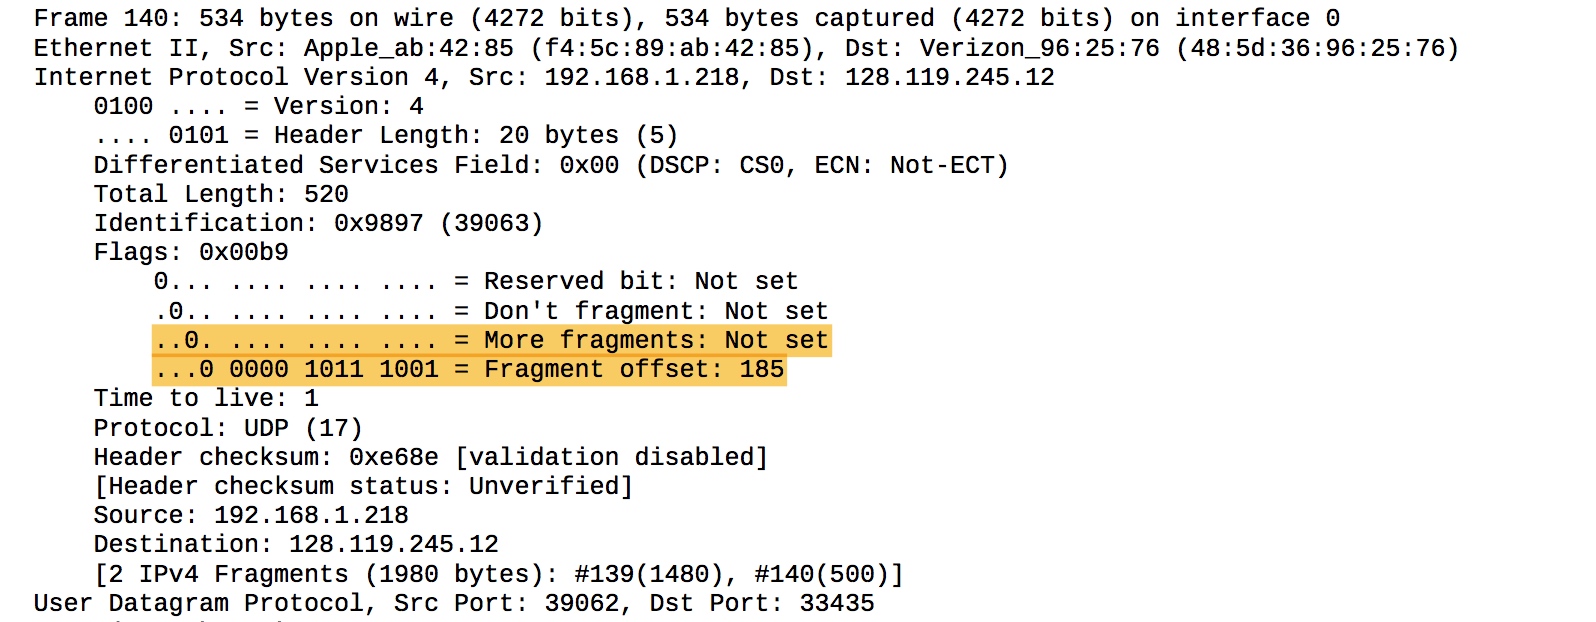 Frame 140: 534 bytes on wire (4272 bits), 534 bytes captured (4272 bits) on interface 0
Ethernet II, Src: Apple_ab:42:85 (f4:5c:89:ab:42:85), Dst: Verizon_96:25:76 (48:5d:36:96:25:76)
Internet Protocol Version 4, Src: 192.168.1.218, Dst: 128.119.245.12
0100 .... = Version: 4
.... 0101 = Header Length: 20 bytes (5)
Differentiated Services Field: 0x00 (DSCP: CS0, ECN: Not-ECT)
Total Length: 520
Identification: 0x9897 (39063)
Flags: 0x00b9
0... .... .... .... = Reserved bit: Not set
.0.. .... .... .... = Don't fragment: Not set
..0. .... .... .... = More fragments: Not set
...0 0000 1011 1001 = Fragment offset: 185
Time to live: 1
Protocol: UDP (17)
Header checksum: 0xe68e [validation disabled]
[Header checksum status: Unverified]
Source: 192.168.1.218
Destination: 128.119.245.12
[2 IPv4 Fragments (1980 bytes): #139(1480), #140(500)]
User Datagram Protocol, Src Port: 39062, Dst Port: 33435